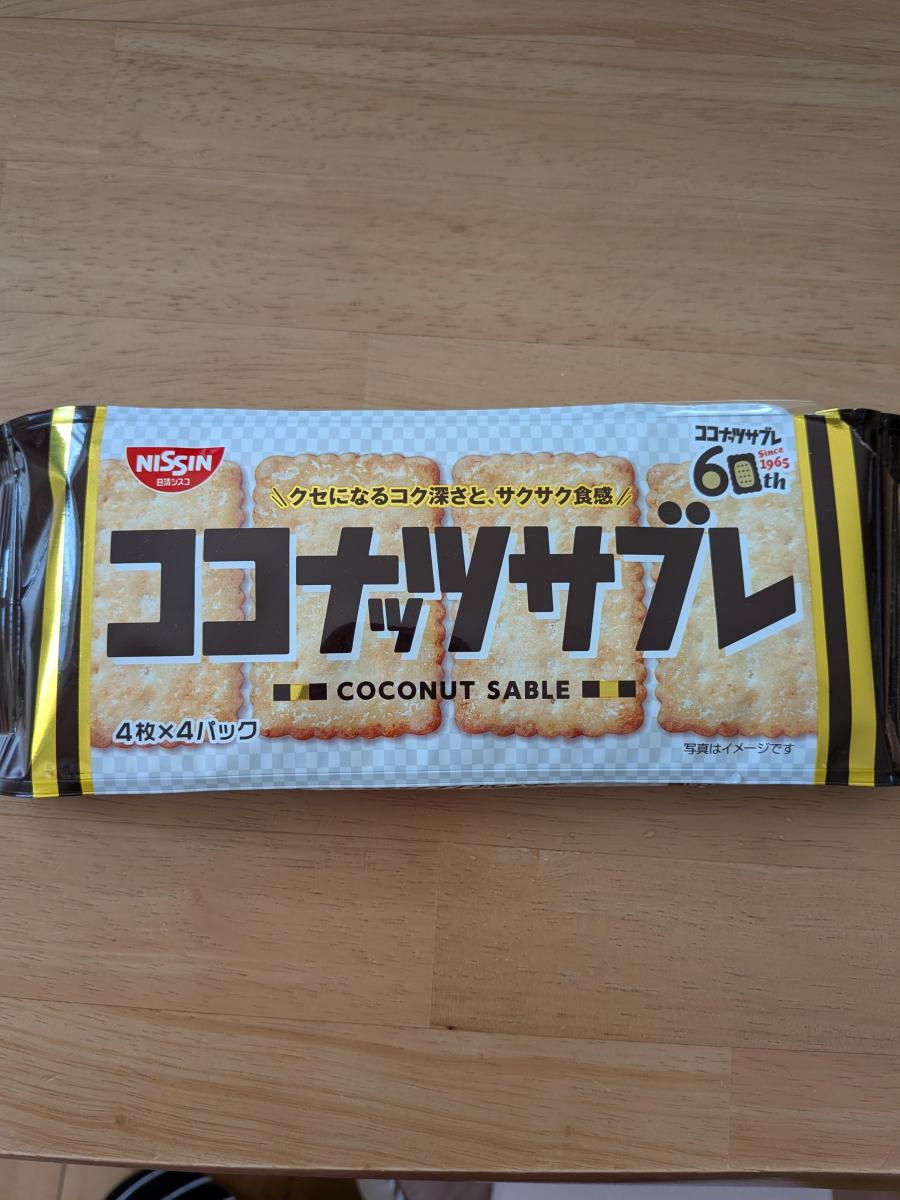 NISSIN
日清シスコ
ココナッツサブレ
60th
Since
1965
\\クセになるコク深さと、サクサク食感//
ココナッツサブレ
COCONUT SABLE
4枚×4パック
写真はイメージです